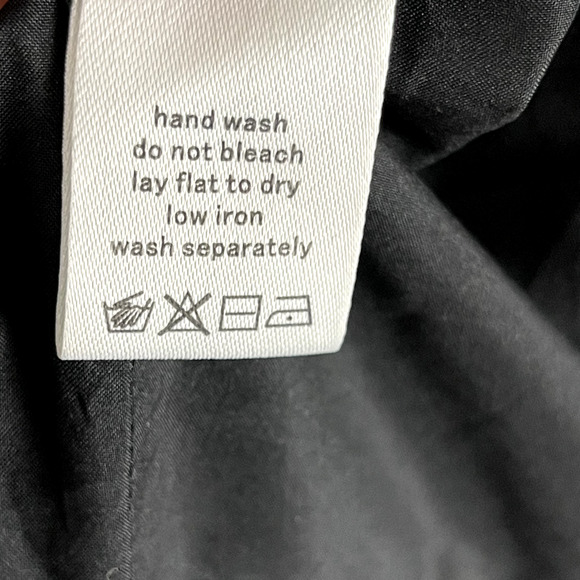 hand wash
do not bleach
lay flat to dry
low iron
wash separately